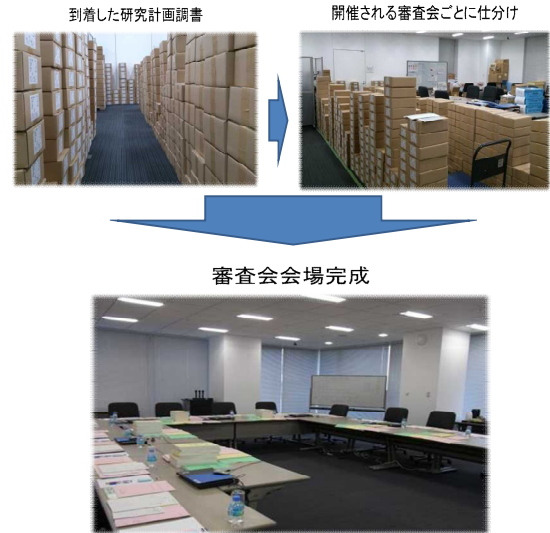 到着した研究計画調書
開催される審査会ごとに仕分け
審査会会場完成